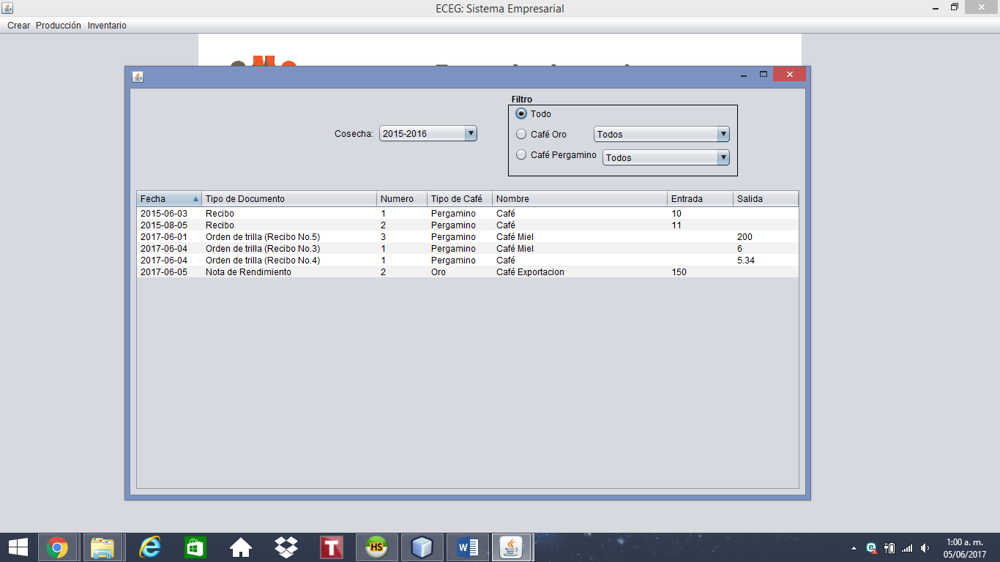 ECEG: Sistema Empresarial
Crear Producción Inventario
Filtro
Todo
Cosecha: 2015-2016
Café Oro Todos
Café Pergamino Todos
Fecha Tipo de Documento Numero Tipo de Café Nombre Entrada Salida
2015-06-03 Recibo 1 Pergamino Café 10
2015-08-05 Recibo 2 Pergamino Café 11
2017-06-01 Orden de trilla (Recibo No.5) 3 Pergamino Café Miel 200
2017-06-04 Orden de trilla (Recibo No.3) 1 Pergamino Café Miel 6
2017-06-04 Orden de trilla (Recibo No.4) 1 Pergamino Café 5.34
2017-06-05 Nota de Rendimiento 2 Oro Café Exportacion 150
T
HS
W
1:00 a. m.
05/06/2017